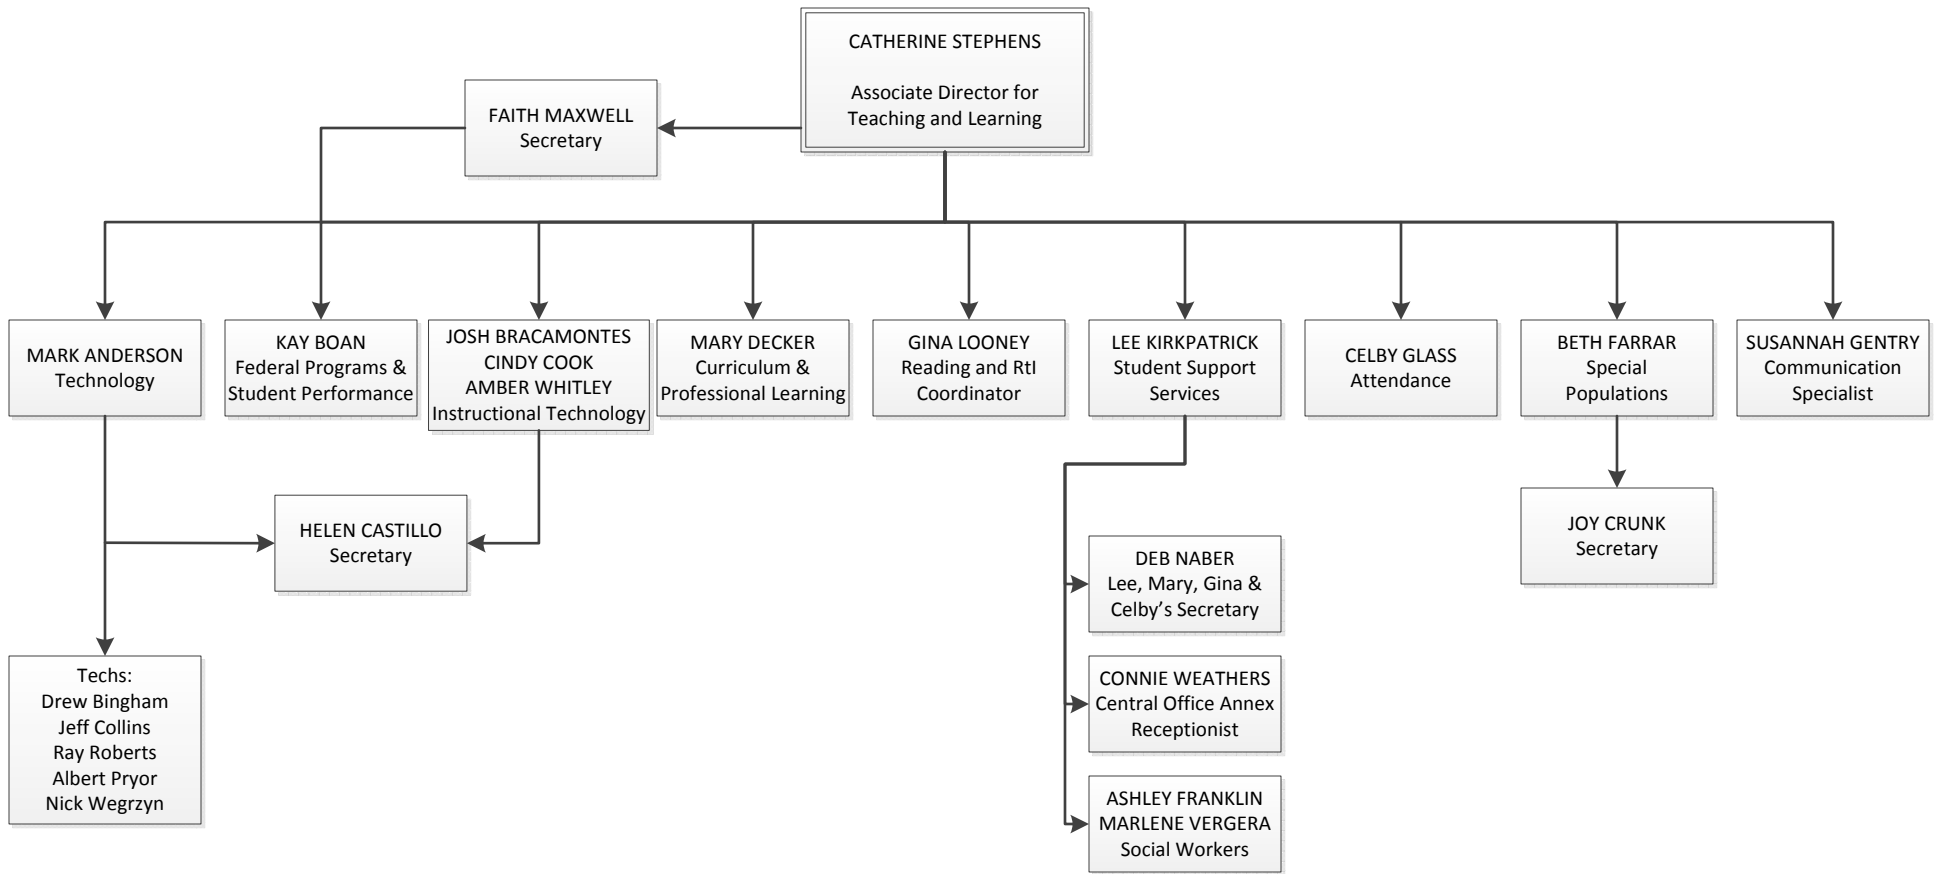 CATHERINE STEPHENS
Associate Director for
Teaching and Learning
FAITH MAXWELL
Secretary
MARK ANDERSON
Technology
KAY BOAN
Federal Programs &
Student Performance
JOSH BRACAMONTES
CINDY COOK
AMBER WHITLEY
Instructional Technology
MARY DECKER
Curriculum &
Professional Learning
GINA LOONEY
Reading and RtI
Coordinator
LEE KIRKPATRICK
Student Support
Services
CELBY GLASS
Attendance
BETH FARRAR
Special
Populations
SUSANNAH GENTRY
Communication
Specialist
HELEN CASTILLO
Secretary
JOY CRUNK
Secretary
DEB NABER
Lee, Mary, Gina &
Celby’s Secretary
Techs:
Drew Bingham
Jeff Collins
Ray Roberts
Albert Pryor
Nick Wegrzyn
CONNIE WEATHERS
Central Office Annex
Receptionist
ASHLEY FRANKLIN
MARLENE VERGERA
Social Workers